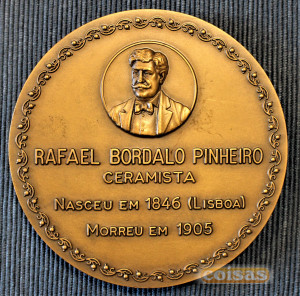 RAFAEL BORDALO PINHEIRO
CERAMISTA
NASCEU EM 1846 (LISBOA)
MORREU EM 1905
coisas